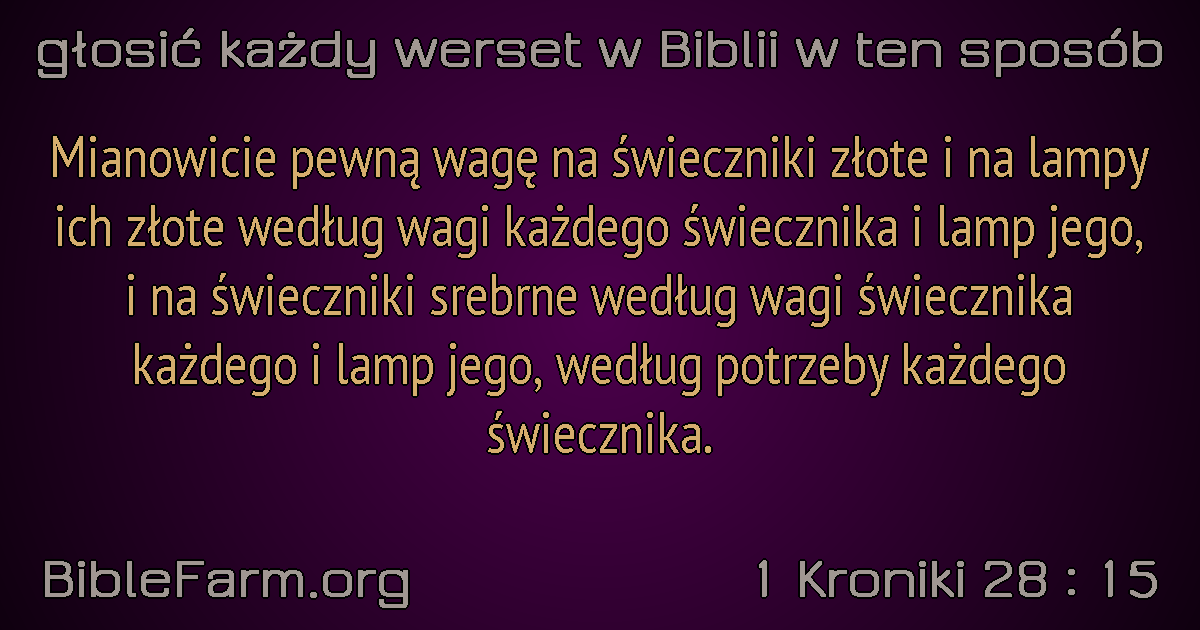 głosić każdy werset w Biblii w ten sposób
Mianowicie pewną wagę na świeczniki złote i na lampy
ich złote według wagi każdego świecznika i lamp jego,
i na świeczniki srebrne według wagi świecznika
każdego i lamp jego, według potrzeby każdego
świecznika.
BibleFarm.org
1 Kroniki 28 : 15